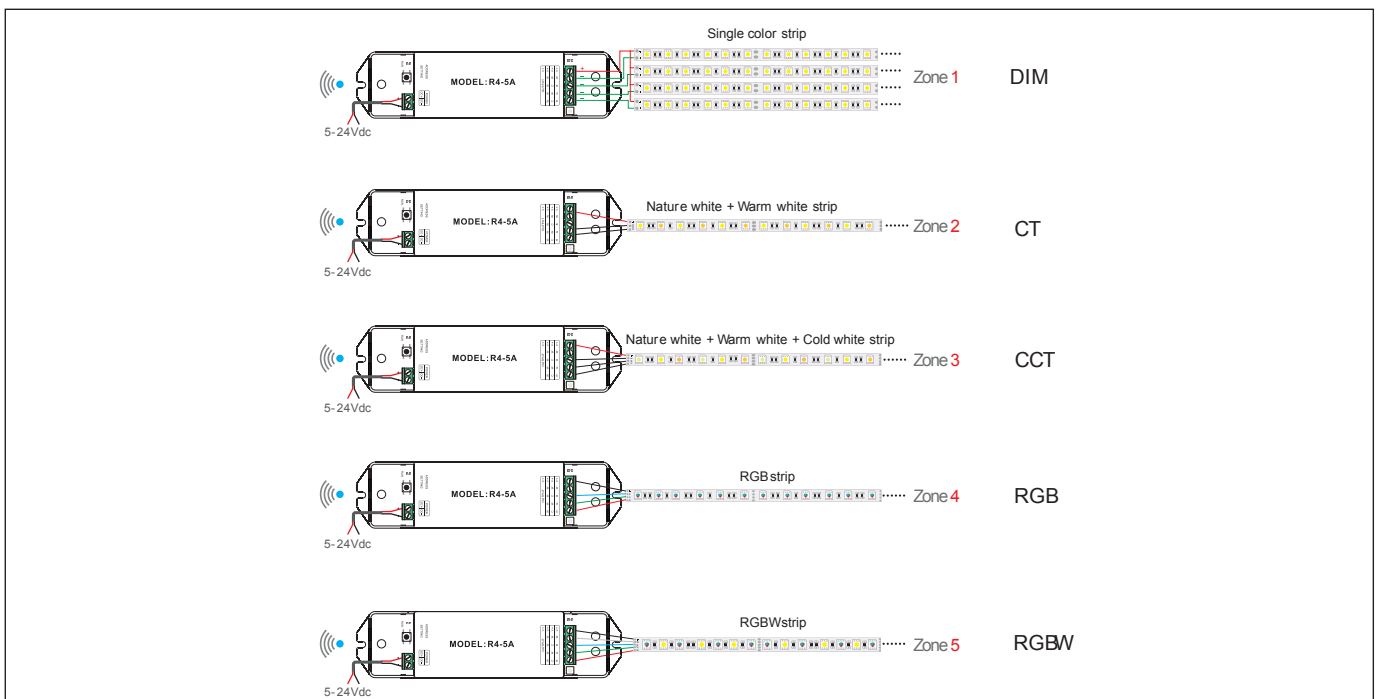 Single color strip
+
−
−
−
−
MODEL:R4-5A
Zone 1
DIM
5-24Vdc
Nature white + Warm white strip
MODEL:R4-5A
Zone 2
CT
5-24Vdc
Nature white + Warm white + Cold white strip
MODEL:R4-5A
Zone 3
CCT
5-24Vdc
RGB strip
MODEL:R4-5A
Zone 4
RGB
5-24Vdc
RGBWstrip
MODEL:R4-5A
Zone 5
RGBW
5-24Vdc